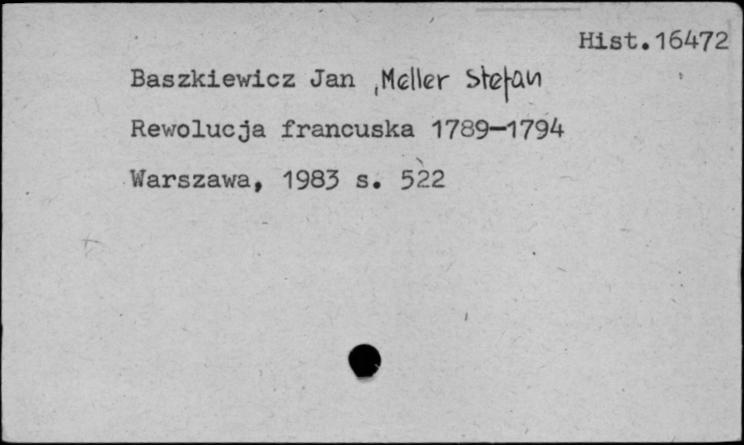 Hist.16472
Baszkiewicz Jan, Meller Stefan
Rewolucja francuska 1789-1794
Warszawa, 1983 s. 522